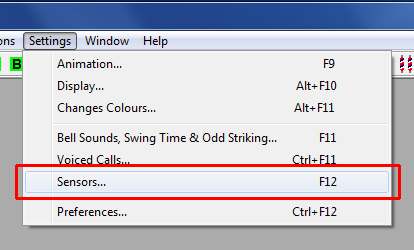 ons Settings Window Help
B
Animation... F9
Display... Alt+F10
Changes Colours... Alt+F11
Bell Sounds, Swing Time & Odd Striking... F11
Voiced Calls... Ctrl+F11
Sensors... F12
Preferences... Ctrl+F12